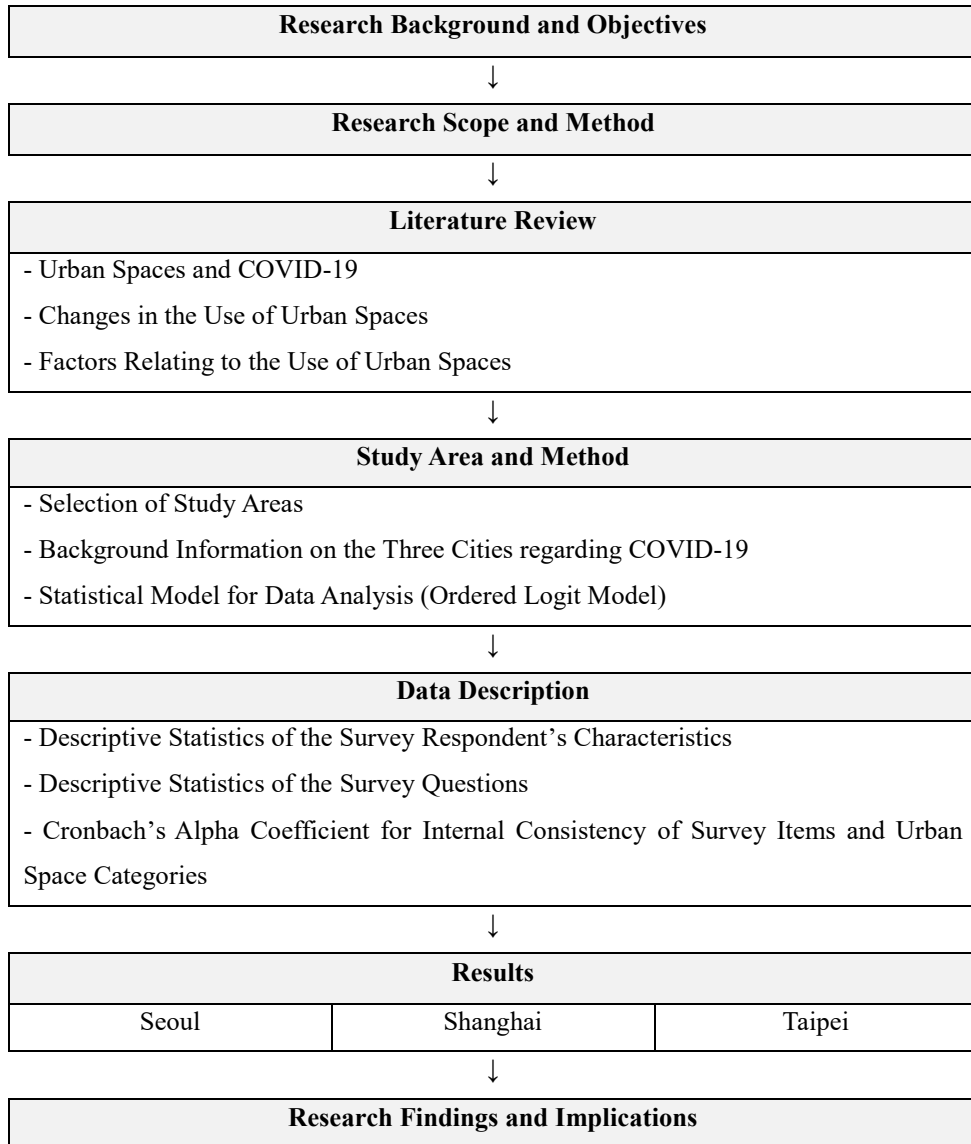 Research Background and Objectives
↓
Research Scope and Method
↓
Literature Review
- Urban Spaces and COVID-19
- Changes in the Use of Urban Spaces
- Factors Relating to the Use of Urban Spaces
↓
Study Area and Method
- Selection of Study Areas
- Background Information on the Three Cities regarding COVID-19
- Statistical Model for Data Analysis (Ordered Logit Model)
↓
Data Description
- Descriptive Statistics of the Survey Respondent’s Characteristics
- Descriptive Statistics of the Survey Questions
- Cronbach’s Alpha Coefficient for Internal Consistency of Survey Items and Urban
Space Categories
↓
Results
Seoul Shanghai Taipei
↓
Research Findings and Implications